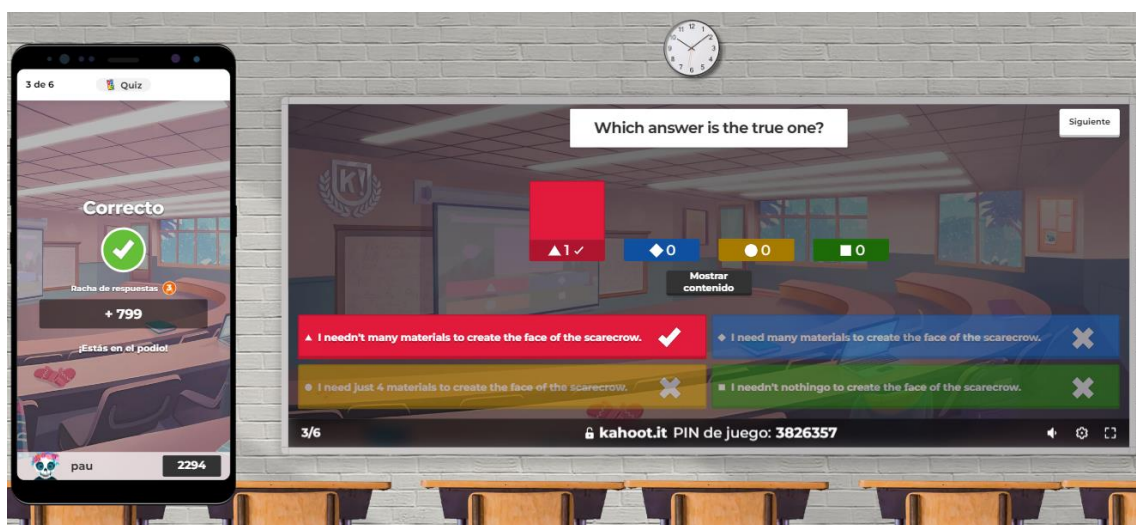 3 de 6
Quiz
Correcto
Racha de respuestas 3
+ 799
¡Estás en el podio!
pau
2294
Which answer is the true one?
Siguiente
K!
1
0
0
0
Mostrar
contenido
I needn't many materials to create the face of the scarecrow.
I need many materials to create the face of the scarecrow.
I need just 4 materials to create the face of the scarecrow.
I needn't nothingo to create the face of the scarecrow.
3/6
kahoot.it PIN de juego: 3826357